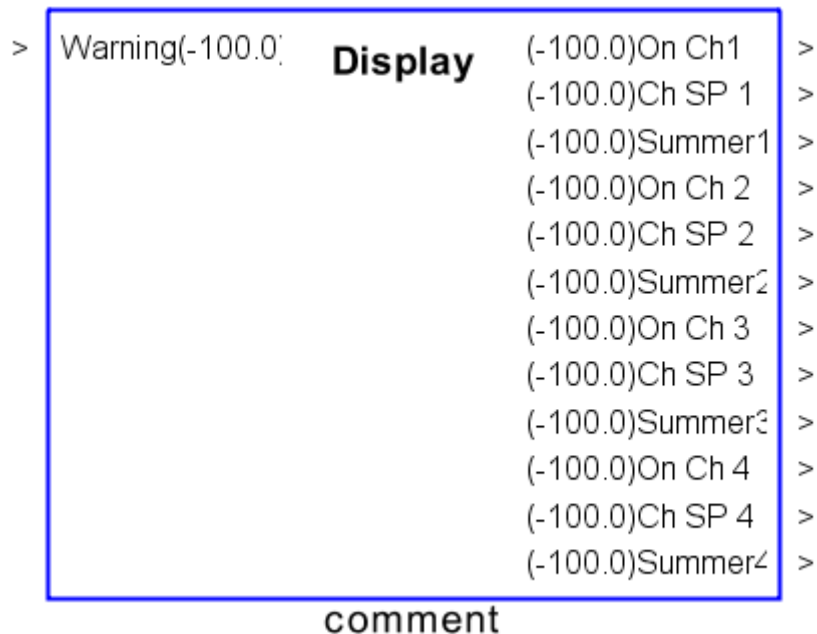 > Warning(-100.0) Display (-100.0)On Ch1 >
(-100.0)Ch SP 1 >
(-100.0)Summer1 >
(-100.0)On Ch 2 >
(-100.0)Ch SP 2 >
(-100.0)Summer2 >
(-100.0)On Ch 3 >
(-100.0)Ch SP 3 >
(-100.0)Summer3 >
(-100.0)On Ch 4 >
(-100.0)Ch SP 4 >
(-100.0)Summer4 >
comment